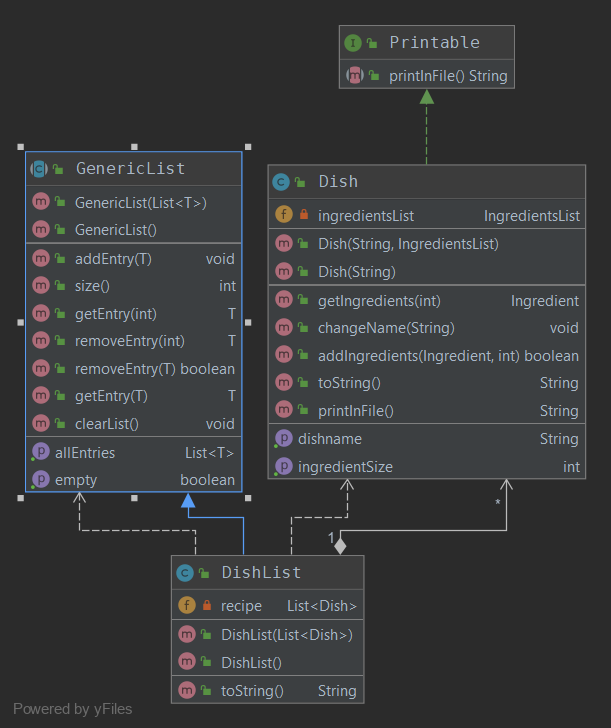 I Printable
m printInFile() String
C GenericList
m GenericList(List<T>)
m GenericList()
m addEntry(T) void
m size() int
m getEntry(int) T
m removeEntry(int) T
m removeEntry(T) boolean
m getEntry(T) T
m clearList() void
p allEntries List<T>
p empty boolean
C Dish
f ingredientsList IngredientsList
m Dish(String, IngredientsList)
m Dish(String)
m getIngredients(int) Ingredient
m changeName(String) void
m addIngredients(Ingredient, int) boolean
m toString() String
m printInFile() String
p dishname String
p ingredientSize int
*
1
C DishList
f recipe List<Dish>
m DishList(List<Dish>)
m DishList()
m toString() String
Powered by yFiles